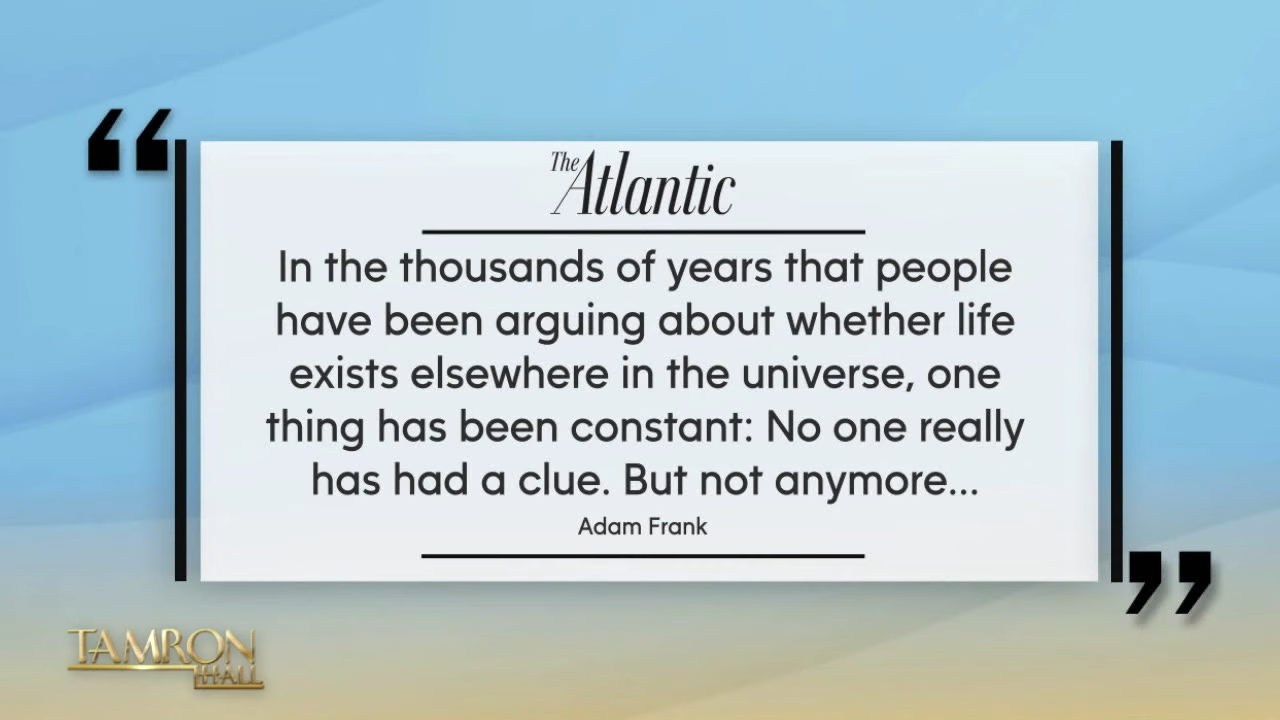 “
The Atlantic
In the thousands of years that people
have been arguing about whether life
exists elsewhere in the universe, one
thing has been constant: No one really
has had a clue. But not anymore...
Adam Frank
”
TAMRON
HALL